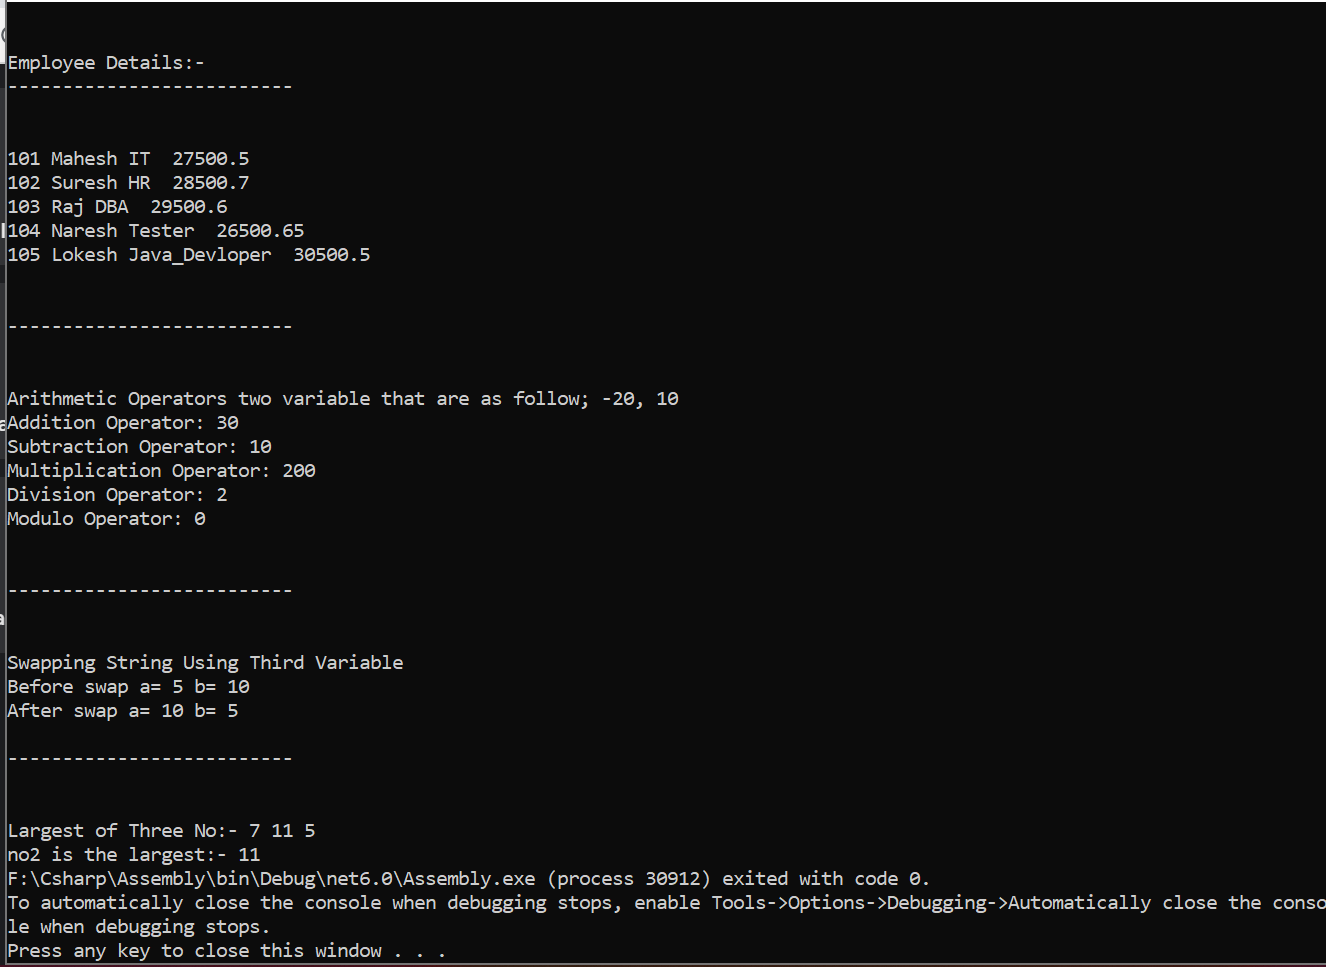 Employee Details:-
--------------------------
101 Mahesh IT  27500.5
102 Suresh HR  28500.7
103 Raj DBA  29500.6
104 Naresh Tester  26500.65
105 Lokesh Java_Devloper  30500.5
--------------------------
Arithmetic Operators two variable that are as follow; -20, 10
Addition Operator: 30
Subtraction Operator: 10
Multiplication Operator: 200
Division Operator: 2
Modulo Operator: 0
--------------------------
Swapping String Using Third Variable
Before swap a= 5 b= 10
After swap a= 10 b= 5
--------------------------
Largest of Three No:- 7 11 5
no2 is the largest:- 11
F:\Csharp\Assembly\bin\Debug\net6.0\Assembly.exe (process 30912) exited with code 0.
To automatically close the console when debugging stops, enable Tools->Options->Debugging->Automatically close the conso
le when debugging stops.
Press any key to close this window . . .